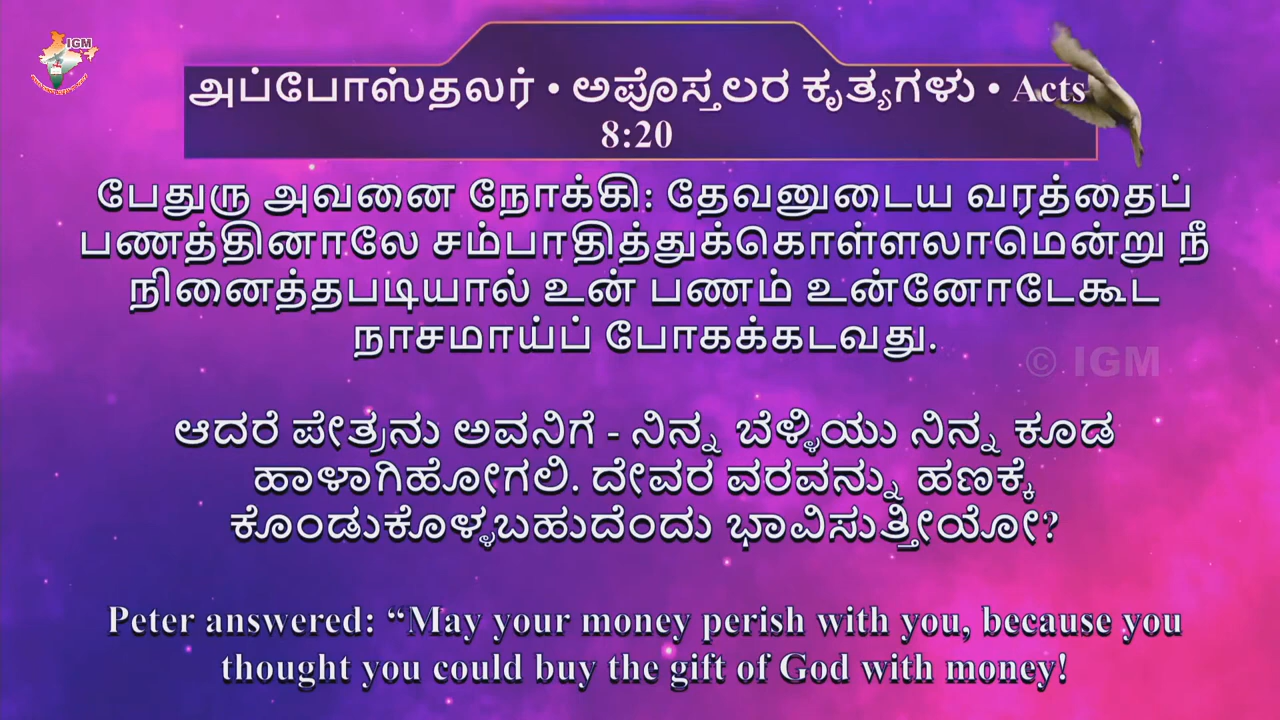 IGM
அப்போஸ்தலர் • ಅಪೊಸ್ತಲರ ಕೃತ್ಯಗಳು • Acts
8:20
பேதுரு அவனை நோக்கி: தேவனுடைய வரத்தைப்
பணத்தினாலே சம்பாதித்துக்கொள்ளலாமென்று நீ
நினைத்தபடியால் உன் பணம் உன்னோடேகூட
நாசமாய்ப் போகக்கடவது.
© IGM
ಆದರೆ ಪೇತ್ರನು ಅವನಿಗೆ - ನಿನ್ನ ಬೆಳ್ಳಿಯು ನಿನ್ನ ಕೂಡ
ಹಾಳಾಗಿಹೋಗಲಿ. ದೇವರ ವರವನ್ನು ಹಣಕ್ಕೆ
ಕೊಂಡುಕೊಳ್ಳಬಹುದೆಂದು ಭಾವಿಸುತ್ತೀಯೋ?
Peter answered: “May your money perish with you, because you
thought you could buy the gift of God with money!